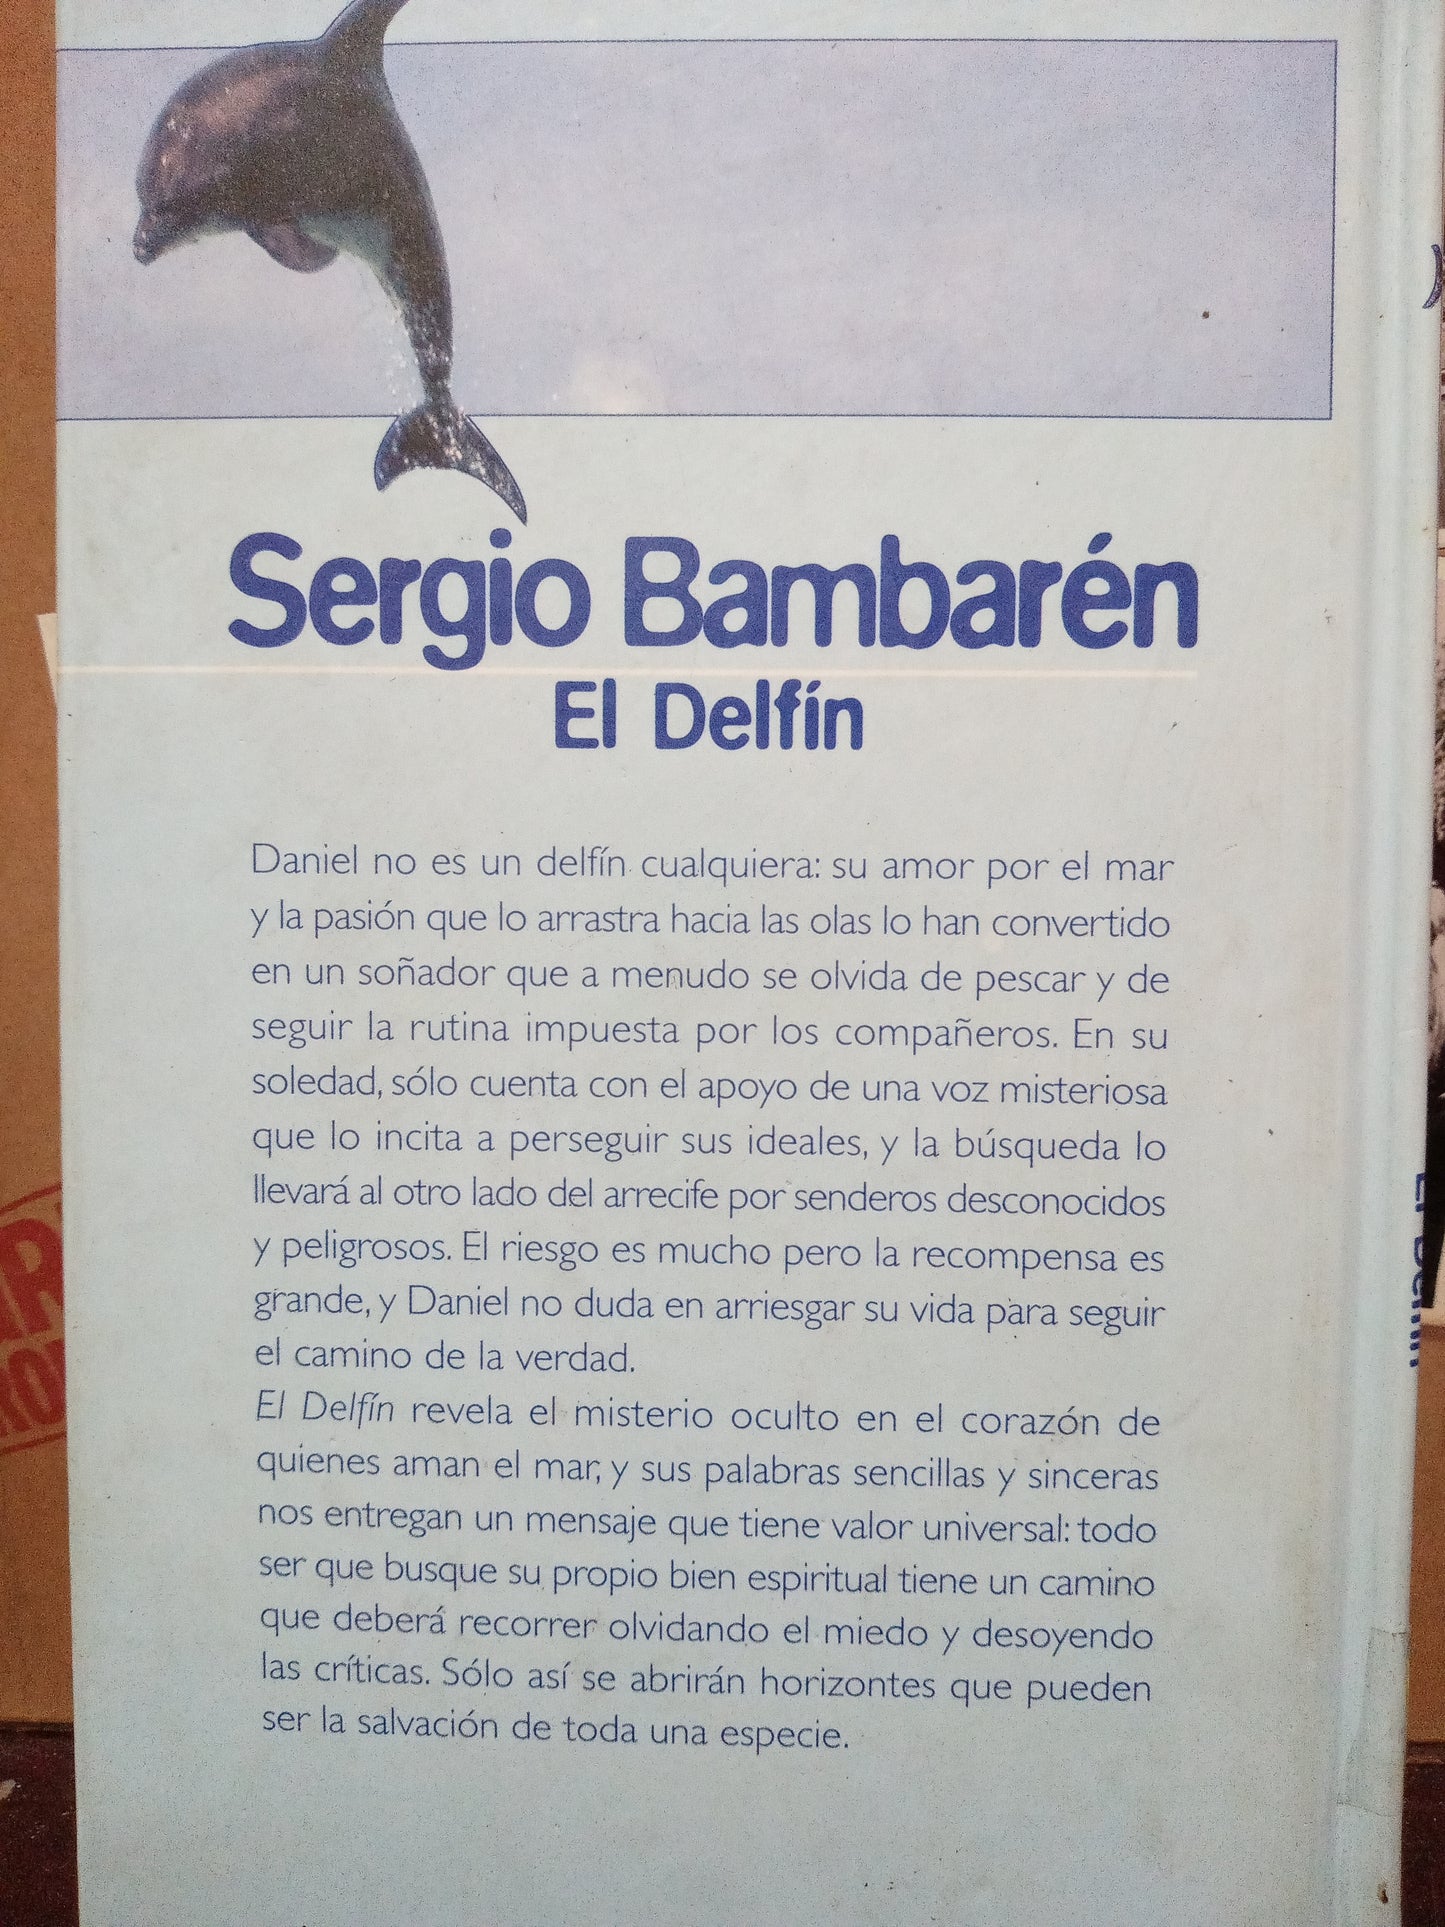 Sergio Bambarén
El Delfín
Daniel no es un delfín cualquiera: su amor por el mar
y la pasión que lo arrastra hacia las olas lo han convertido
en un soñador que a menudo se olvida de pescar y de
seguir la rutina impuesta por los compañeros. En su
soledad, sólo cuenta con el apoyo de una voz misteriosa
que lo incita a perseguir sus ideales, y la búsqueda lo
llevará al otro lado del arrecife por senderos desconocidos
y peligrosos. El riesgo es mucho pero la recompensa es
grande, y Daniel no duda en arriesgar su vida para seguir
el camino de la verdad.
El Delfín revela el misterio oculto en el corazón de
quienes aman el mar, y sus palabras sencillas y sinceras
nos entregan un mensaje que tiene valor universal: todo
ser que busque su propio bien espiritual tiene un camino
que deberá recorrer olvidando el miedo y desoyendo
las críticas. Sólo así se abrirán horizontes que pueden
ser la salvación de toda una especie.
El Delfín